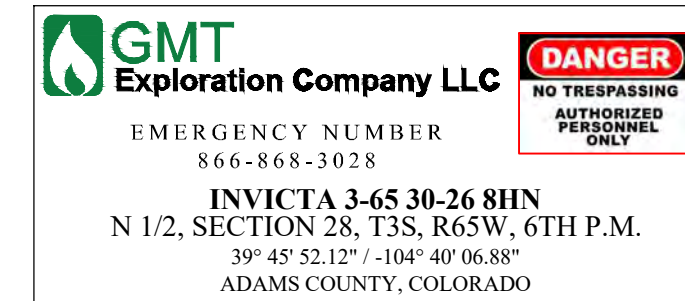 GMT
Exploration Company LLC
EMERGENCY NUMBER
866-868-3028
DANGER
NO TRESPASSING
AUTHORIZED
PERSONNEL
ONLY
INVICTA 3-65 30-26 8HN
N 1/2, SECTION 28, T3S, R65W, 6TH P.M.
39° 45' 52.12" / -104° 40' 06.88"
ADAMS COUNTY, COLORADO